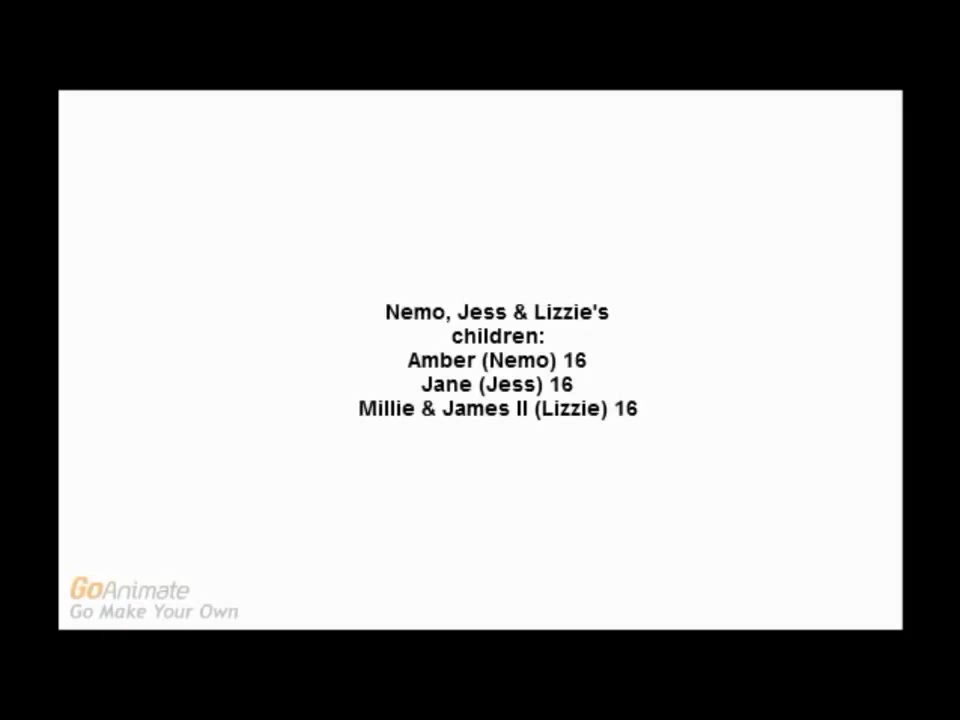 Nemo, Jess & Lizzie's
children:
Amber (Nemo) 16
Jane (Jess) 16
Millie & James II (Lizzie) 16
GoAnimate
Go Make Your Own